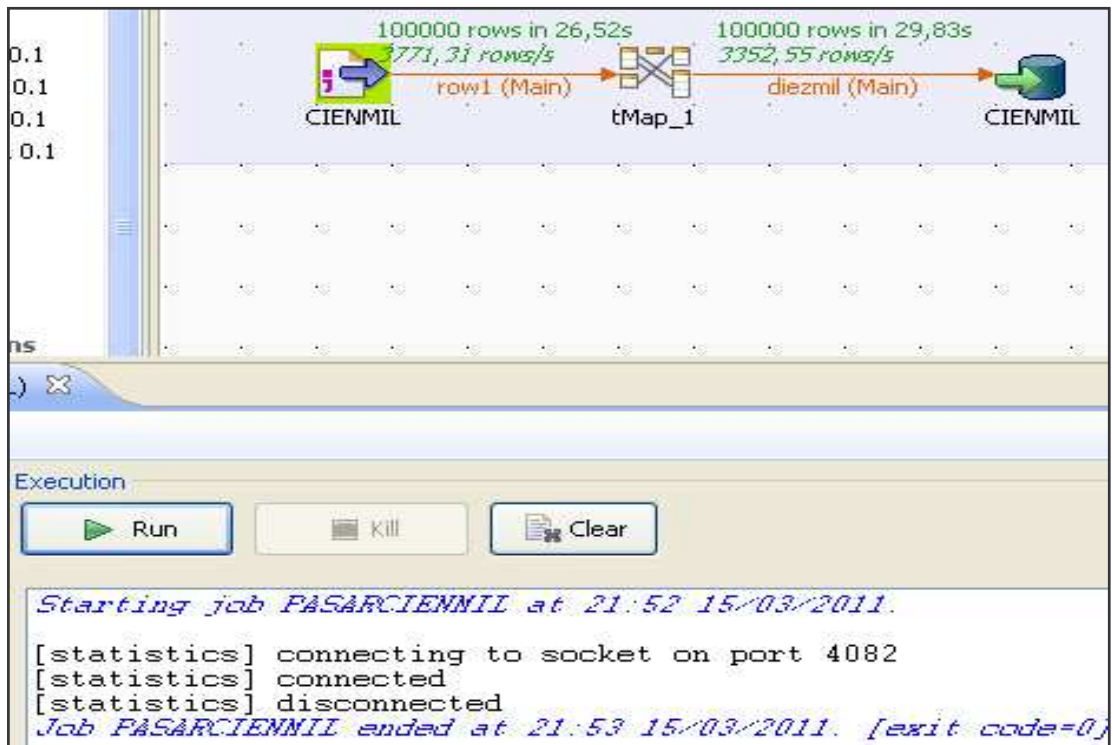 0.1
0.1
0.1
0.1
ns
100000 rows in 26,52s
3771,31 rows/s
row1 (Main)
100000 rows in 29,83s
3352,55 rows/s
diezmil (Main)
CIENMIL
tMap_1
CIENMIL
.)
Execution
Run
Kill
Clear
Starting job PASARCIENMIL at 21:52 15/03/2011.
[statistics] connecting to socket on port 4082
[statistics] connected
[statistics] disconnected
Job PASARCIENMIL ended at 21:53 15/03/2011. [exit code=0]